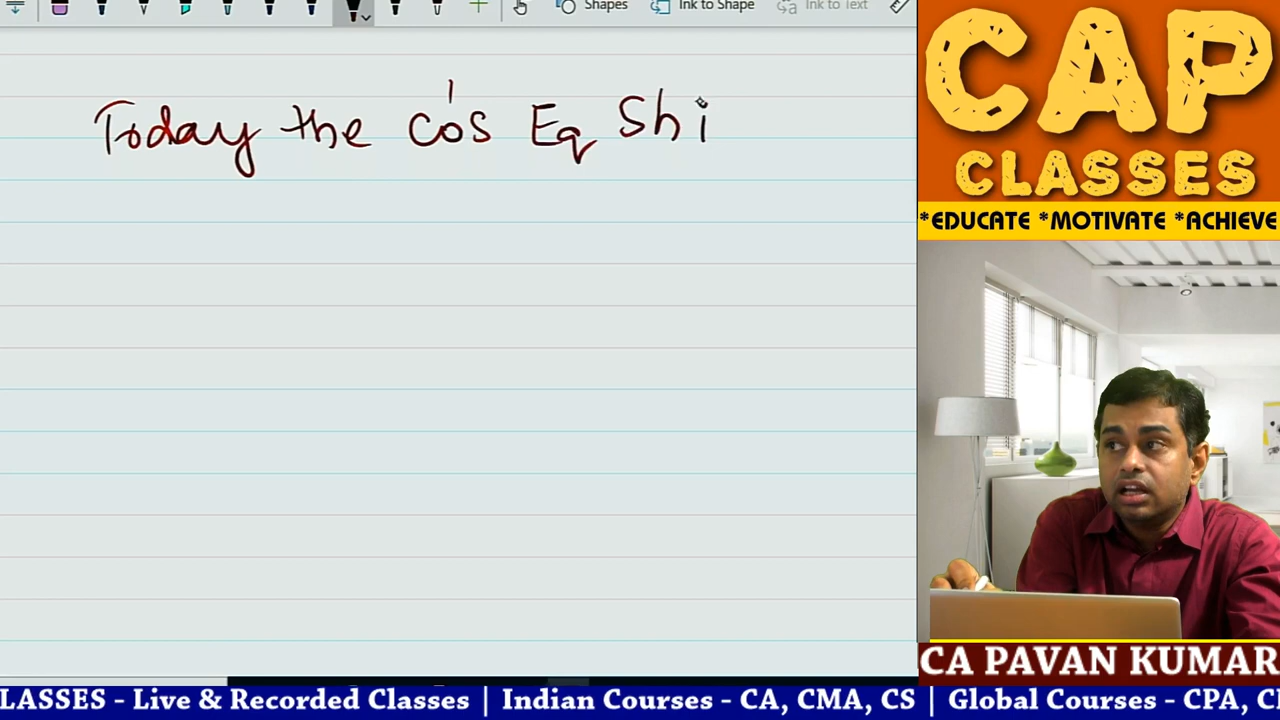 Shapes Ink to Shape Ink to Text
Today the co's Eq Shi
CAP
CLASSES
*EDUCATE *MOTIVATE *ACHIEVE
CA PAVAN KUMAR
LASSES - Live & Recorded Classes | Indian Courses - CA, CMA, CS | Global Courses - CPA, C